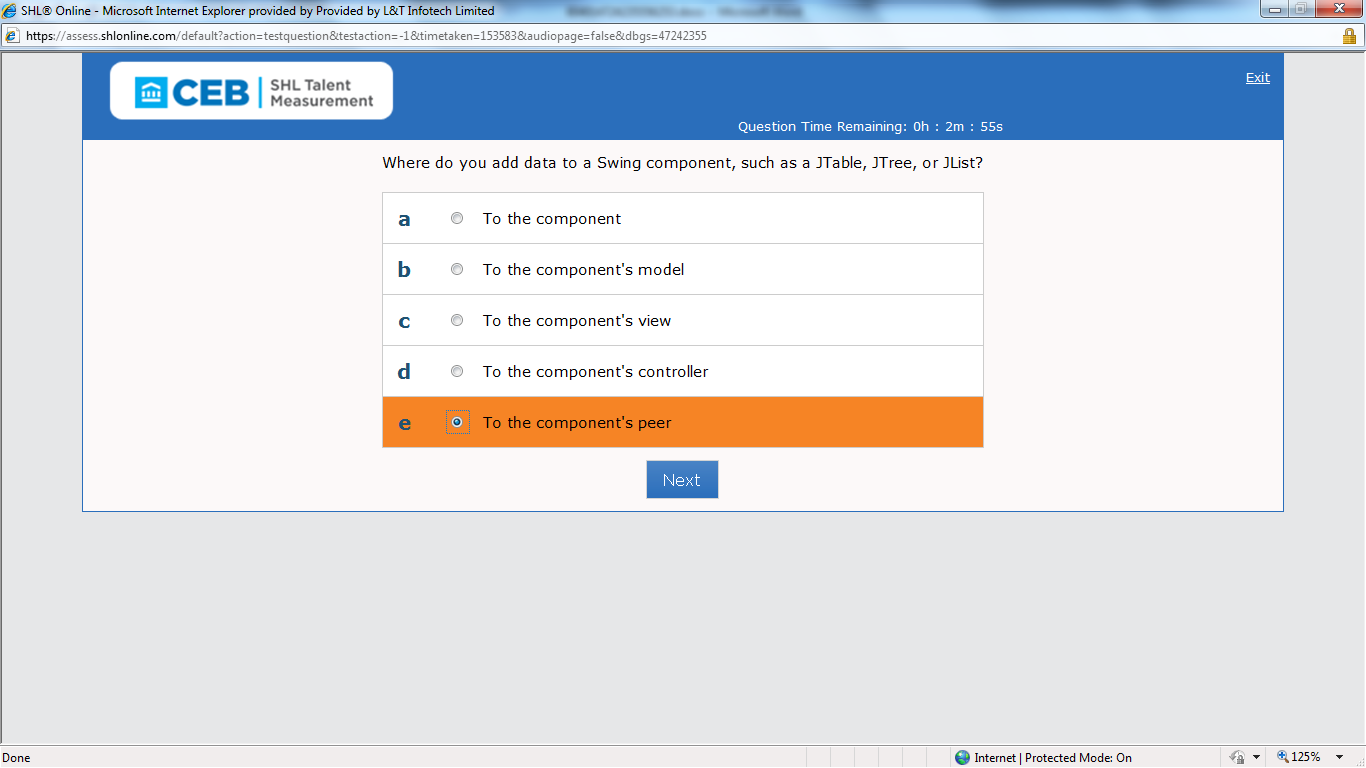 SHL® Online - Microsoft Internet Explorer provided by Provided by L&T Infotech Limited
https://assess.shlonline.com/default?action=testquestion&testaction=-1&timetaken=153583&audiopage=false&dbgs=47242355
CEB SHL Talent
Measurement
Exit
Question Time Remaining: 0h : 2m : 55s
Where do you add data to a Swing component, such as a JTable, JTree, or JList?
a To the component
b To the component's model
c To the component's view
d To the component's controller
e To the component's peer
Next
Done Internet | Protected Mode: On 125%